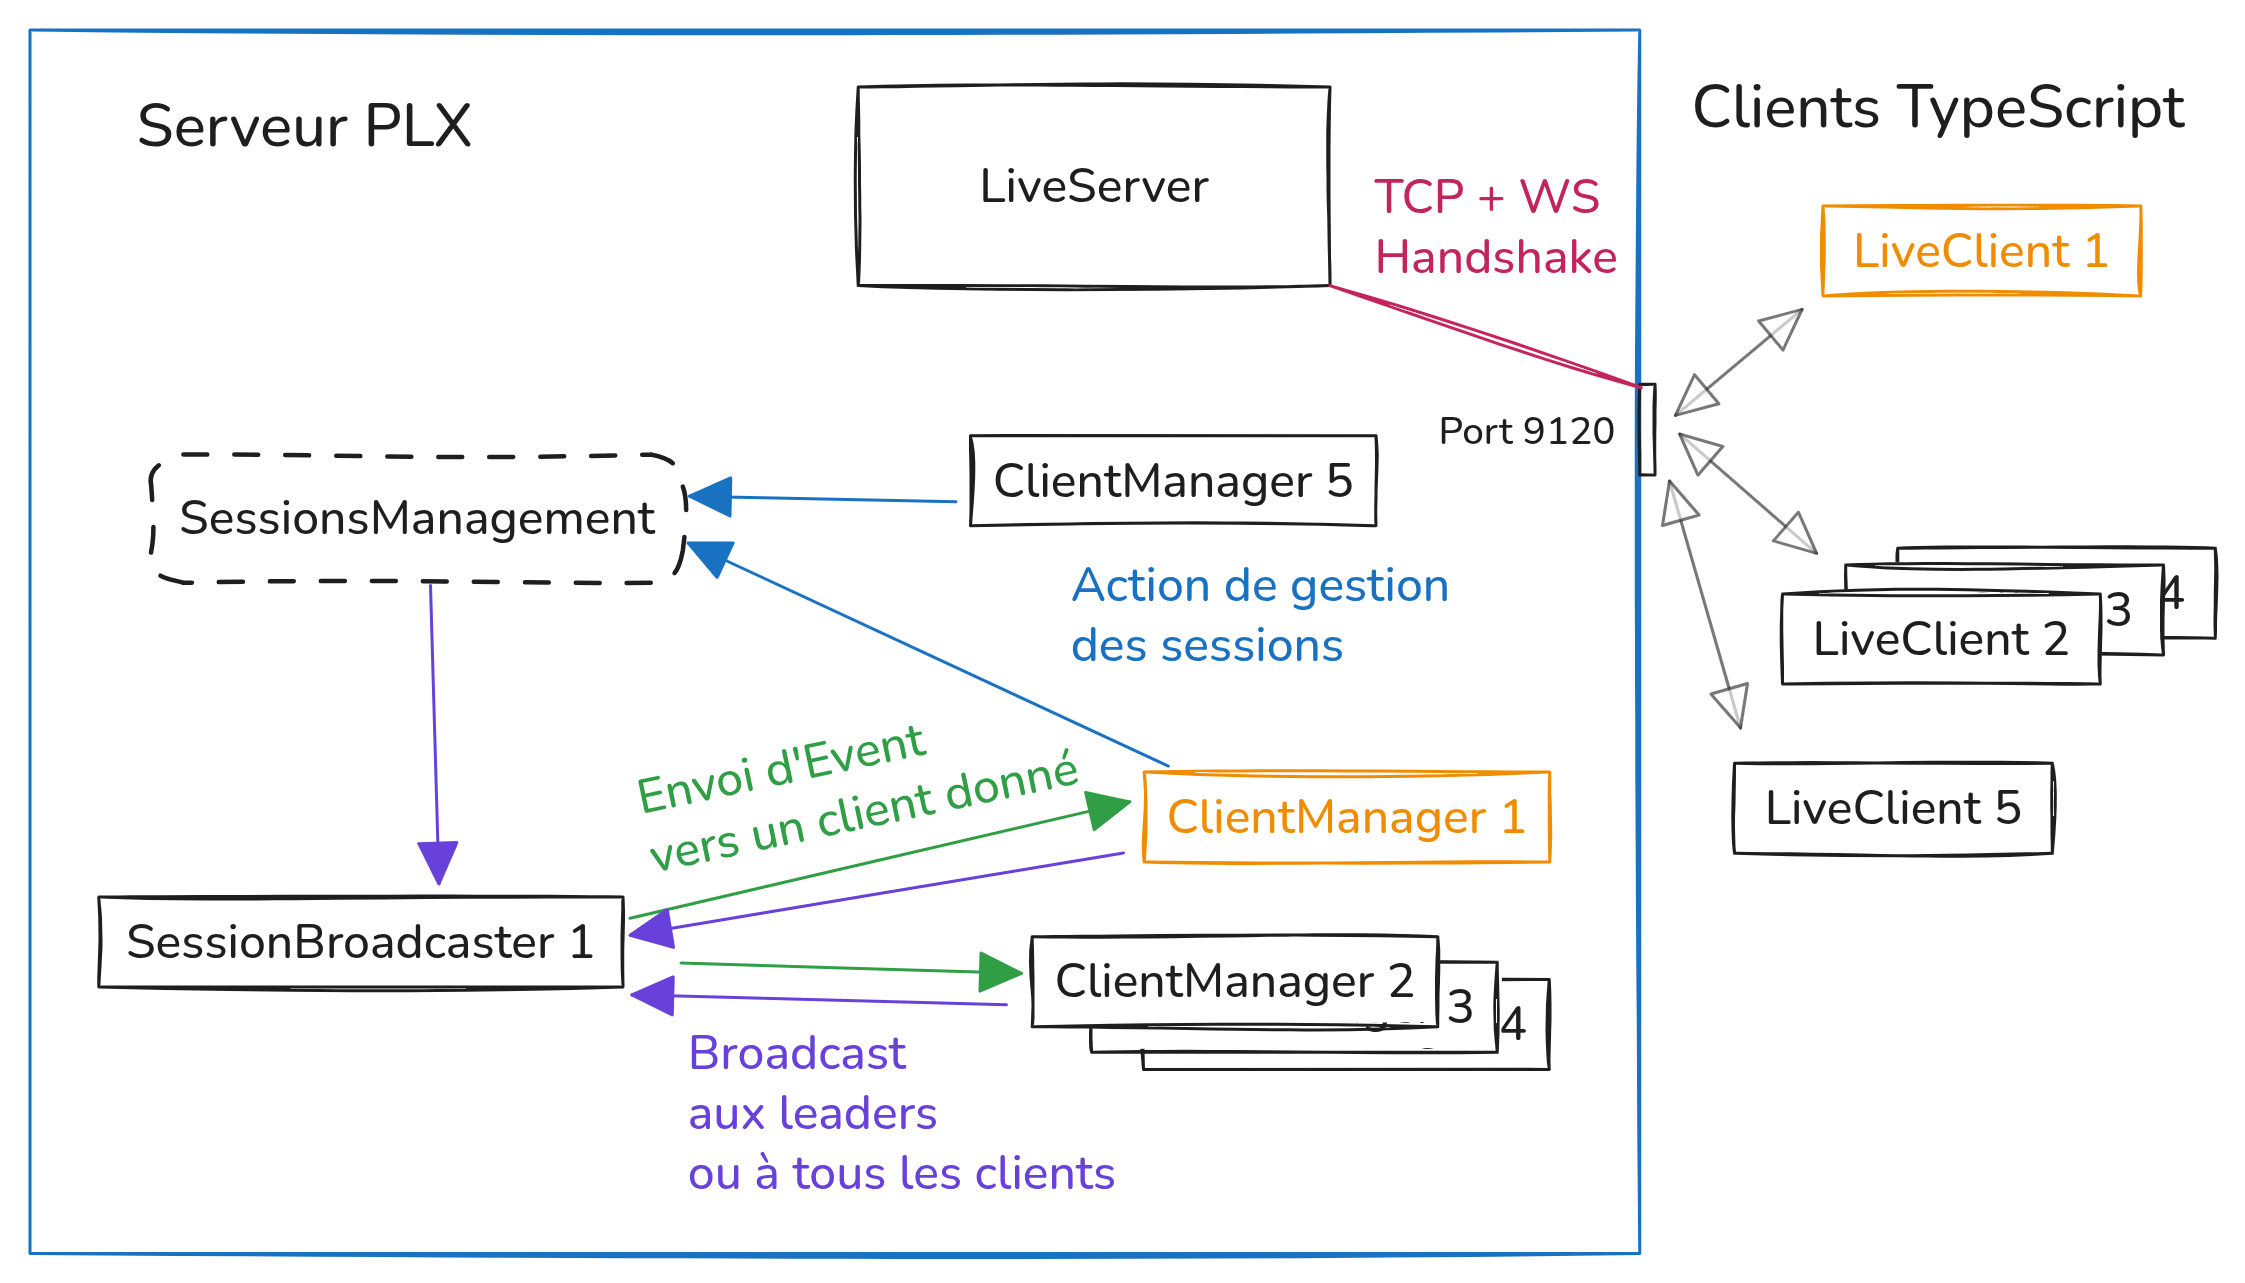 Serveur PLX
LiveServer
TCP + WS
Handshake
Clients TypeScript
LiveClient 1
Port 9120
ClientManager 5
SessionsManagement
Action de gestion
des sessions
4
3
LiveClient 2
LiveClient 5
Envoi d'Event
vers un client donné
ClientManager 1
SessionBroadcaster 1
ClientManager 2
3
4
Broadcast
aux leaders
ou à tous les clients